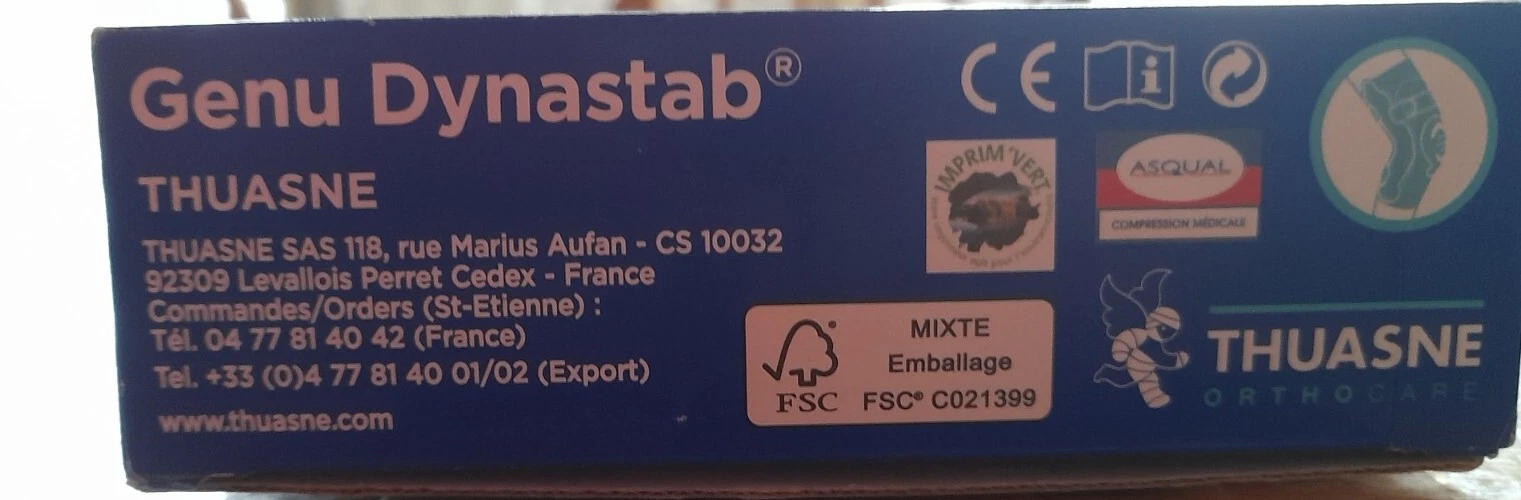 Genu Dynastab®
THUASNE
THUASNE SAS 118, rue Marius Aufan - CS 10032
92309 Levallois Perret Cedex - France
Commandes/Orders (St-Etienne) :
Tél. 04 77 81 40 42 (France)
Tel. +33 (0)4 77 81 40 01/02 (Export)
www.thuasne.com
CE
i
IMPRIM'VERT
ASQUAL
COMPRESSION MÉDICALE
MIXTE
Emballage
FSC® C021399
FSC
THUASNE
ORTHOCARE